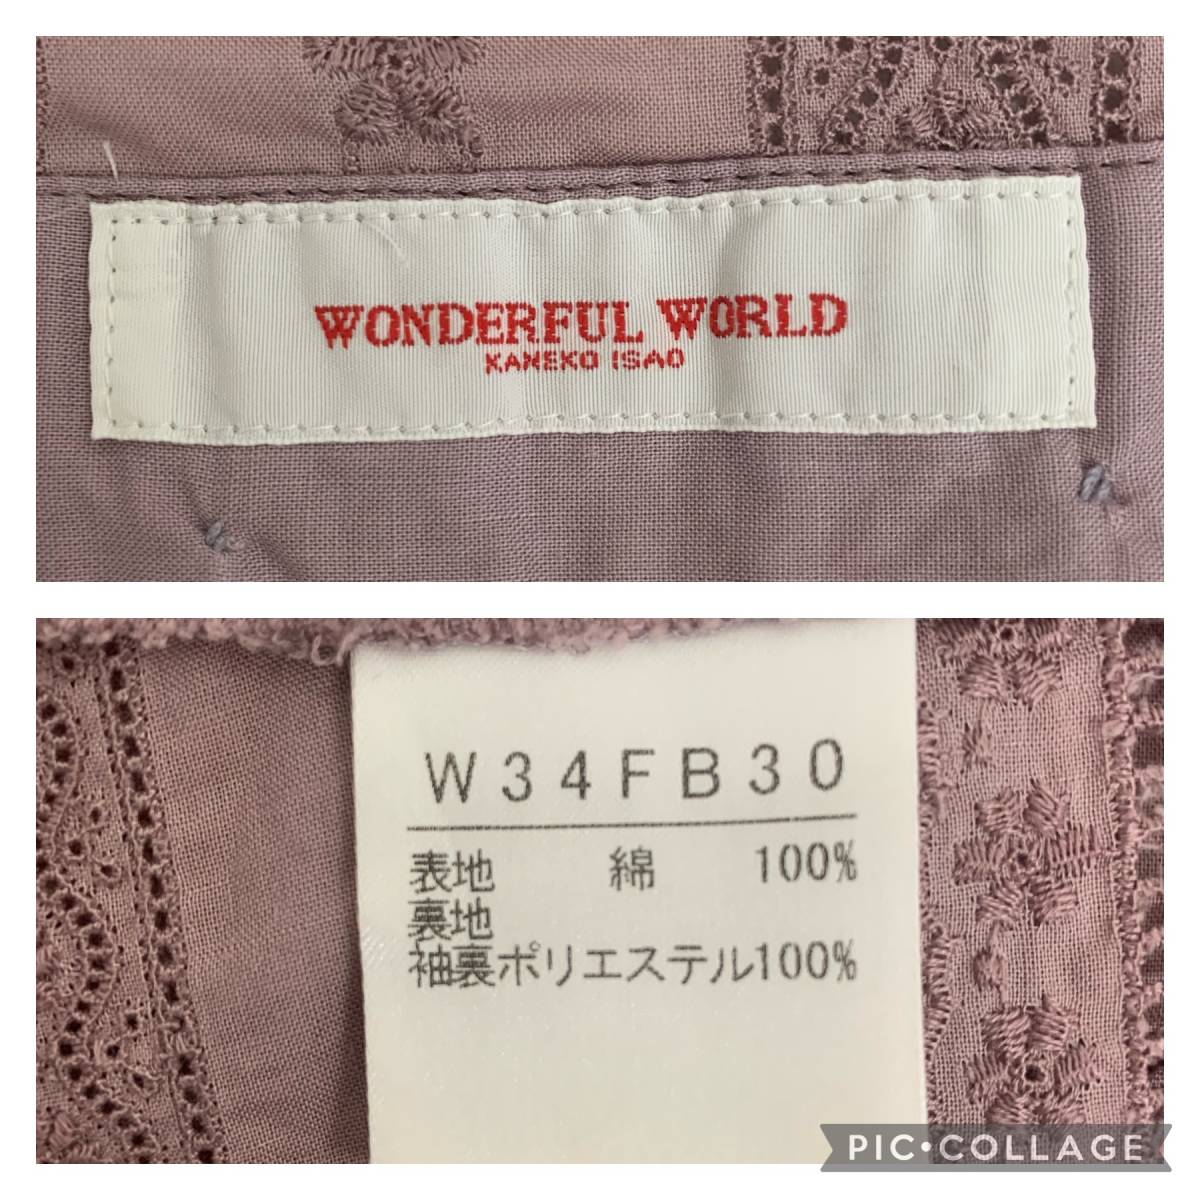 WONDERFUL WORLD
KANEKO ISAO
W34FB30
表地 綿 100%
裏地
袖裏ポリエステル100%
PIC•COLLAGE